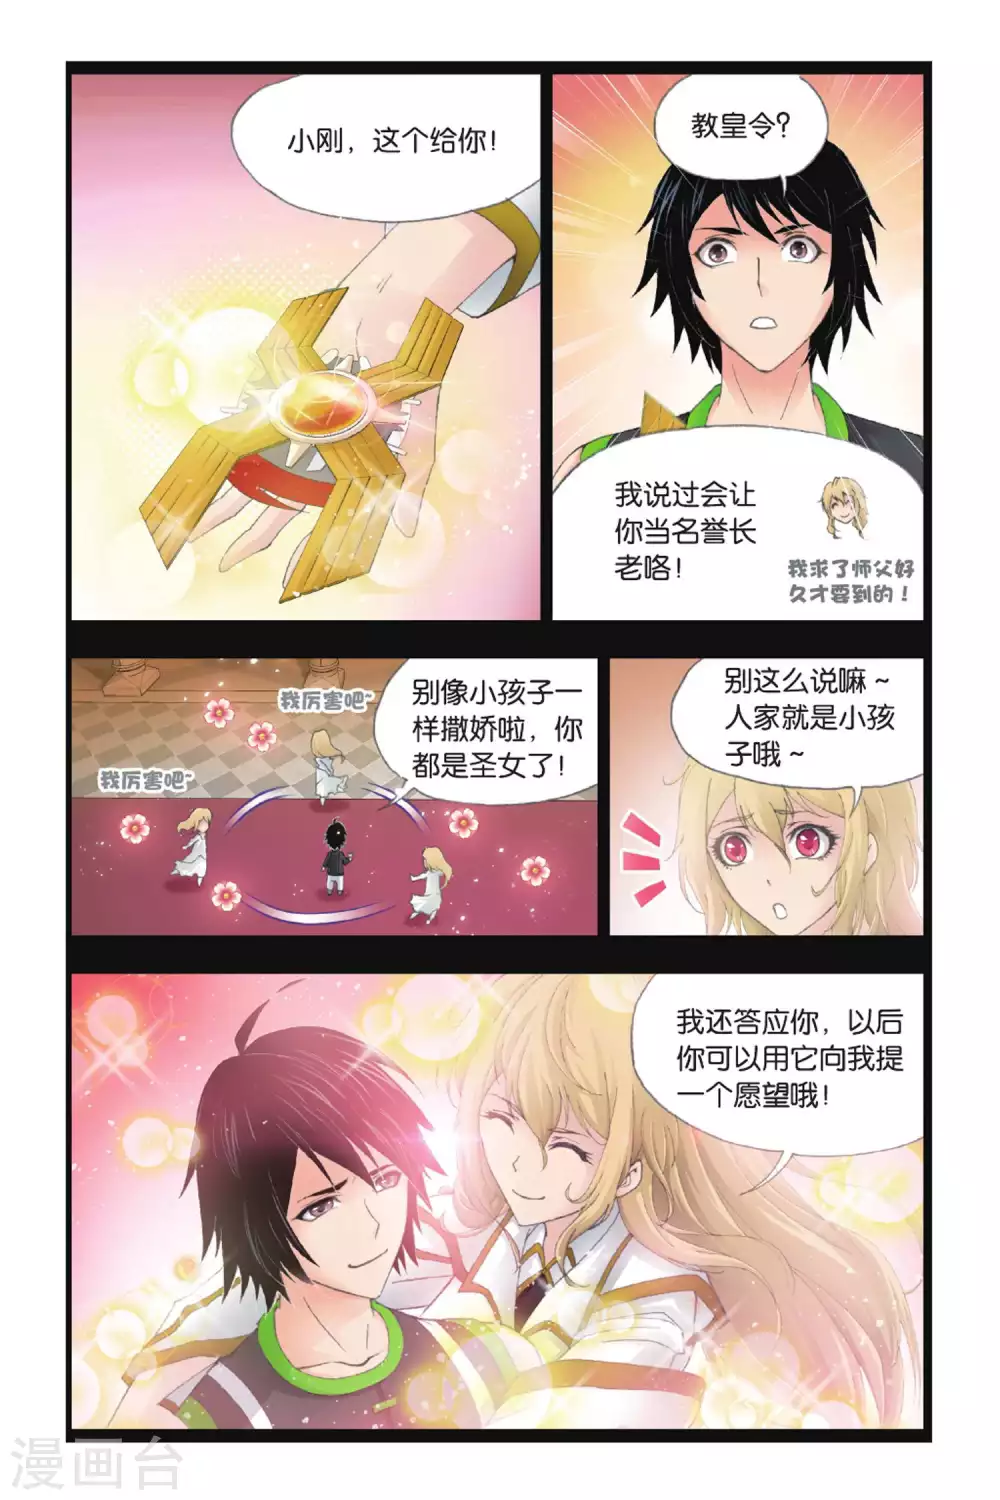 小刚，这个给你！
教皇令？
我说过会让
你当名誉长
老咯！
我求了师父好
久才要到的！
我厉害吧~
我厉害吧~
别像小孩子一
样撒娇啦，你
都是圣女了！
别这么说嘛～
人家就是小孩
子哦～
我还答应你，以后
你可以用它向我提
一个愿望哦！
漫画台